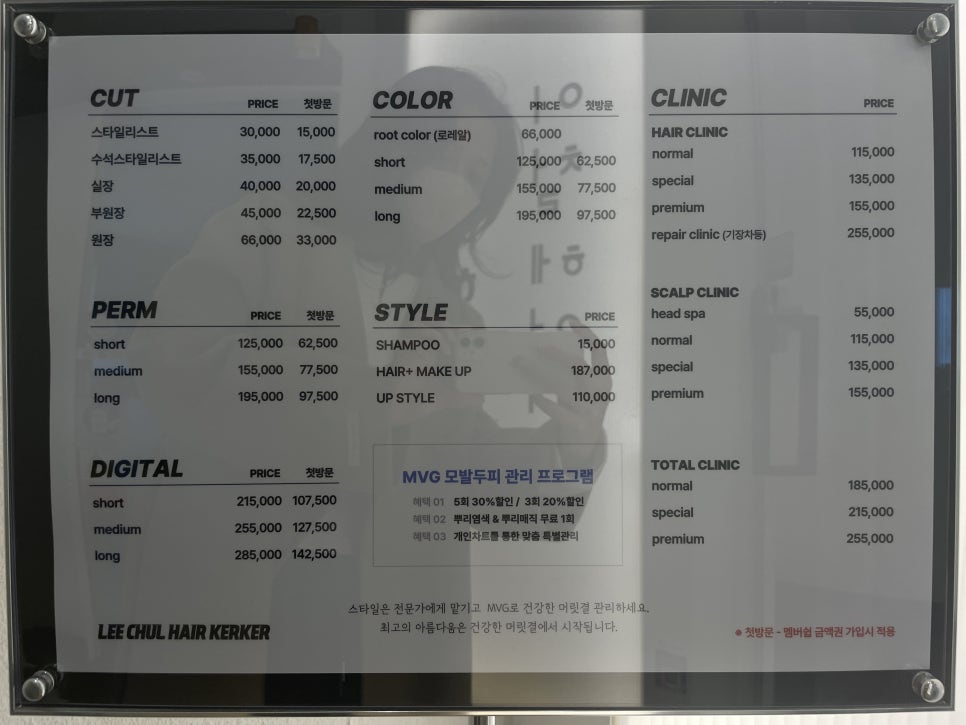 CUT PRICE 첫방문
스타일리스트 30,000 15,000
수석스타일리스트 35,000 17,500
실장 40,000 20,000
부원장 45,000 22,500
원장 66,000 33,000
PERM PRICE 첫방문
short 125,000 62,500
medium 155,000 77,500
long 195,000 97,500
DIGITAL PRICE 첫방문
short 215,000 107,500
medium 255,000 127,500
long 285,000 142,500
LEE CHUL HAIR KERKER
COLOR PRICE 첫방문
root color (로레알) 66,000
short 125,000 62,500
medium 155,000 77,500
long 195,000 97,500
STYLE PRICE
SHAMPOO 15,000
HAIR+ MAKE UP 187,000
UP STYLE 110,000
MVG 모발두피 관리 프로그램
혜택 01 5회 30%할인 / 3회 20%할인
혜택 02 뿌리염색 & 뿌리매직 무료 1회
혜택 03 개인차트를 통한 맞춤 특별관리
스타일은 전문가에게 맡기고 MVG로 건강한 머릿결 관리하세요.
최고의 아름다움은 건강한 머릿결에서 시작됩니다.
CLINIC PRICE
HAIR CLINIC
normal 115,000
special 135,000
premium 155,000
repair clinic (기장차등) 255,000
SCALP CLINIC
head spa 55,000
normal 115,000
special 135,000
premium 155,000
TOTAL CLINIC
normal 185,000
special 215,000
premium 255,000
※ 첫방문 - 멤버쉽 금액권 가입시 적용